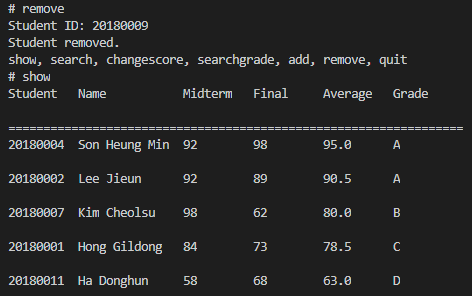 # remove
Student ID: 20180009
Student removed.
show, search, changescore, searchgrade, add, remove, quit
# show
Student   Name           Midterm   Final     Average   Grade
=================================================================
20180004  Son Heung Min  92        98        95.0      A
20180002  Lee Jieun      92        89        90.5      A
20180007  Kim Cheolsu    98        62        80.0      B
20180001  Hong Gildong   84        73        78.5      C
20180011  Ha Donghun     58        68        63.0      D